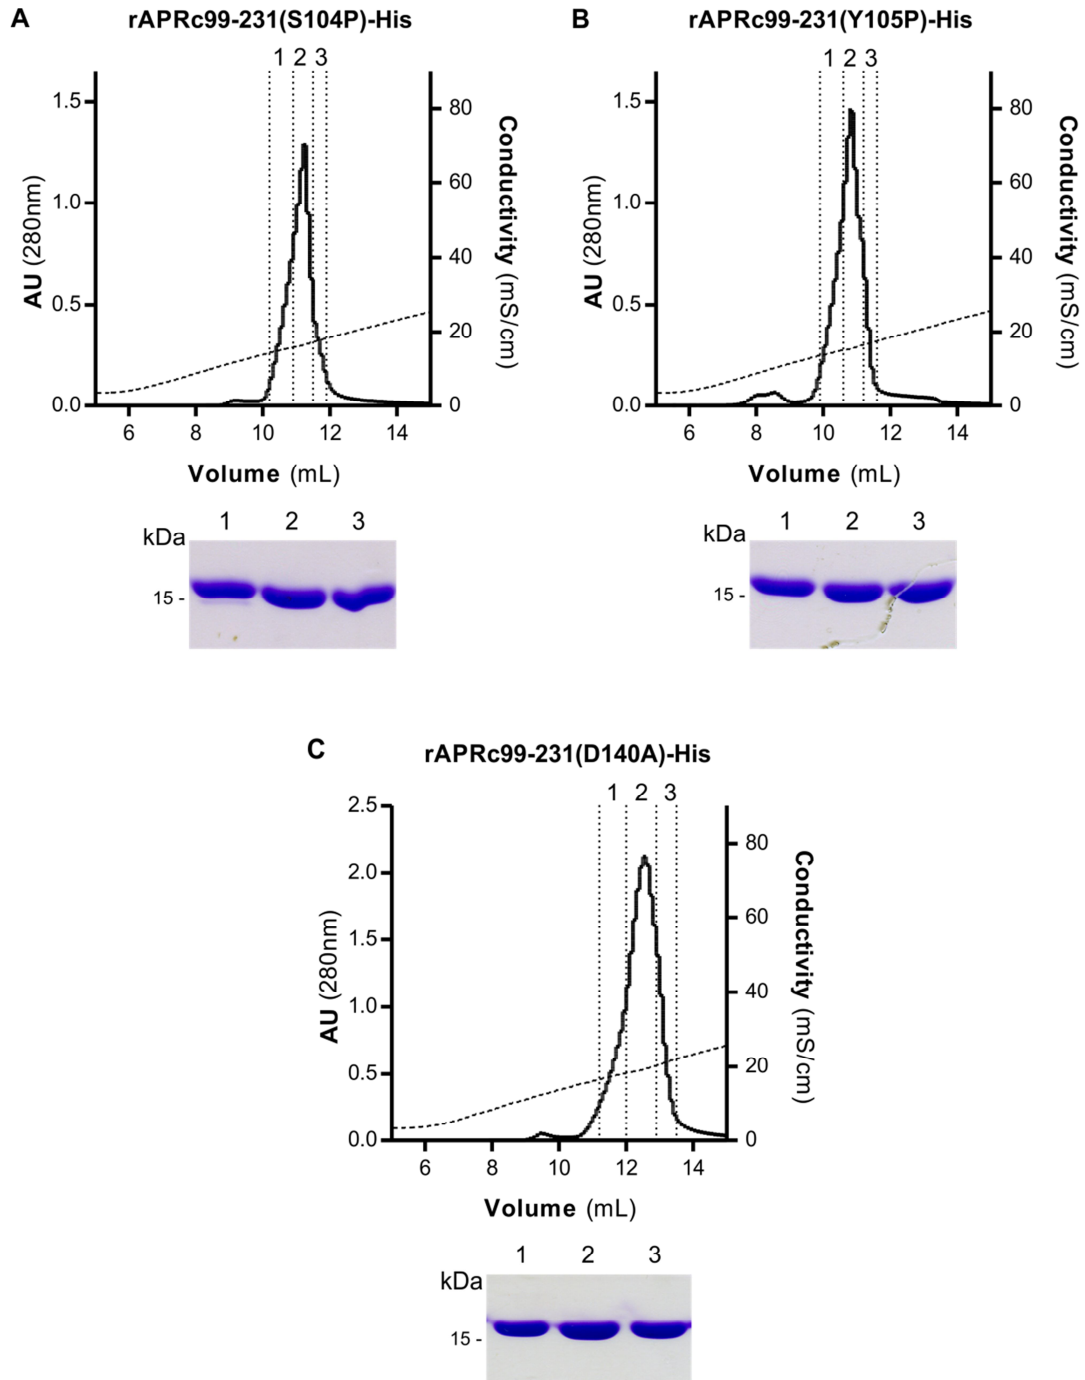 A
rAPRc99-231(S104P)-His
1 2 3
1.5
1.0
0.5
0.0
AU (280nm)
80
60
40
20
0
Conductivity (mS/cm)
6 8 10 12 14
Volume (mL)
kDa
1 2 3
15 -
B
rAPRc99-231(Y105P)-His
1 2 3
1.5
1.0
0.5
0.0
AU (280nm)
80
60
40
20
0
Conductivity (mS/cm)
6 8 10 12 14
Volume (mL)
kDa
1 2 3
15 -
C
rAPRc99-231(D140A)-His
1 2 3
2.5
2.0
1.5
1.0
0.5
0.0
AU (280nm)
80
60
40
20
0
Conductivity (mS/cm)
6 8 10 12 14
Volume (mL)
1 2 3
kDa
15 -